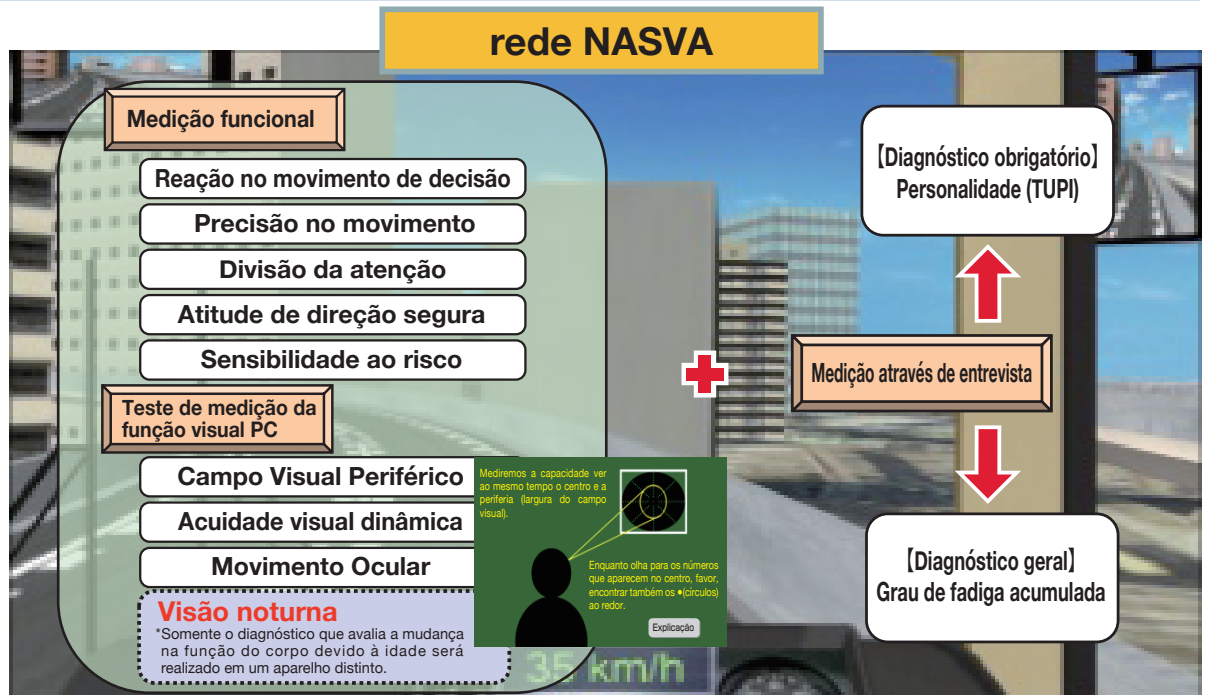 rede NASVA
Medição funcional
Reação no movimento de decisão
Precisão no movimento
Divisão da atenção
Atitude de direção segura
Sensibilidade ao risco
Teste de medição da
função visual PC
Campo Visual Periférico
Acuidade visual dinâmica
Movimento Ocular
Visão noturna
*Somente o diagnóstico que avalia a mudança
na função do corpo devido à idade será
realizado em um aparelho distinto.
Mediremos a capacidade ver
ao mesmo tempo o centro e a
periferia (largura do campo
visual).
Enquanto olha para os números
que aparecem no centro, favor,
encontrar também os ●(círculos)
ao redor.
Explicação
35 km/h
【Diagnóstico obrigatório】
Personalidade (TUPI)
Medição através de entrevista
【Diagnóstico geral】
Grau de fadiga acumulada